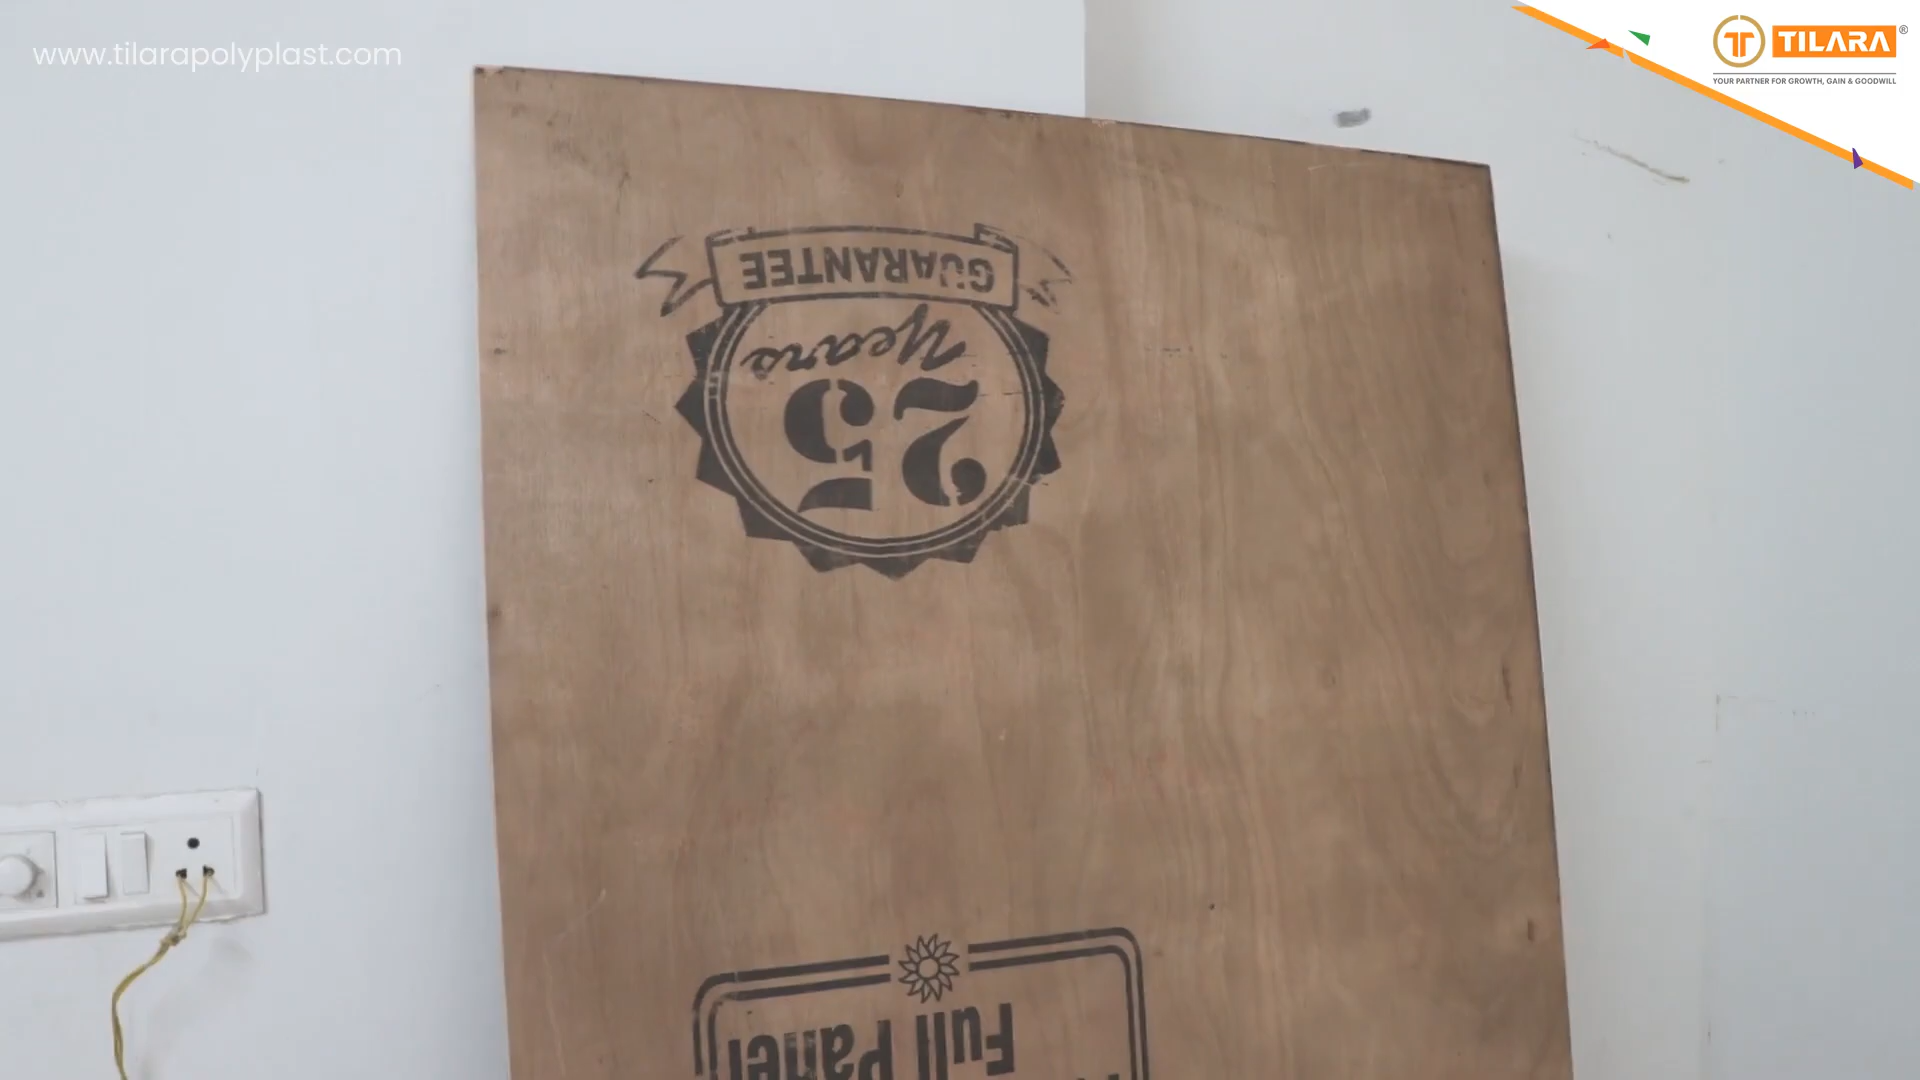 www.tilarapolyplast.com
TILARA®
YOUR PARTNER FOR GROWTH, GAIN & GOODWILL
25
Years
GUARANTEE
Full Panel